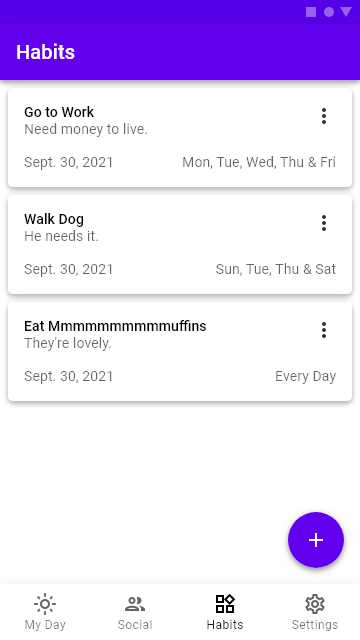 Habits
Go to Work
Need money to live.
Sept. 30, 2021 Mon, Tue, Wed, Thu & Fri
Walk Dog
He needs it.
Sept. 30, 2021 Sun, Tue, Thu & Sat
Eat Mmmmmmmmmmuffins
They're lovely.
Sept. 30, 2021 Every Day
My Day Social Habits Settings